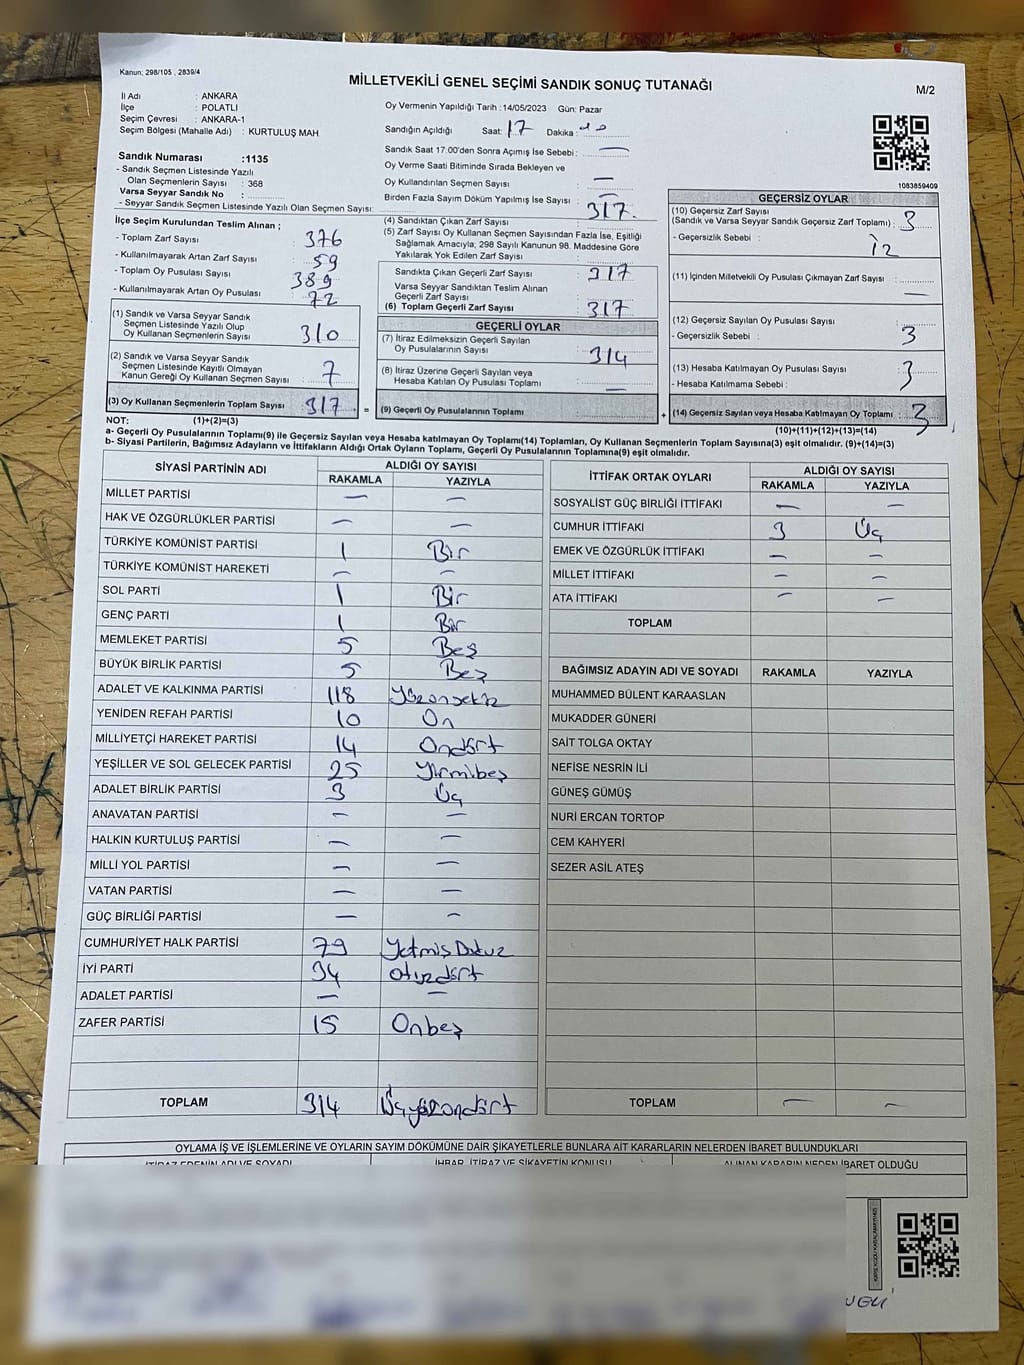 Kanun; 298/105 , 2839/4
MİLLETVEKİLİ GENEL SEÇİMİ SANDIK SONUÇ TUTANAĞI
M/2
İl Adı : ANKARA
İlçe : POLATLI
Seçim Çevresi : ANKARA-1
Seçim Bölgesi (Mahalle Adı) : KURTULUŞ MAH.
Sandık Numarası :1135
- Sandık Seçmen Listesinde Yazılı
Olan Seçmenlerin Sayısı : 368
Varsa Seyyar Sandık No :
- Seyyar Sandık Seçmen Listesinde Yazılı Olan Seçmen Sayısı:
Oy Vermenin Yapıldığı Tarih :14/05/2023 Gün: Pazar
Sandığın Açıldığı Saat: 17 Dakika:
Sandık Saat 17:00'den Sonra Açımış İse Sebebi : —
Oy Verme Saati Bitiminde Sırada Bekleyen ve
Oy Kullandırılan Seçmen Sayısı : —
Birden Fazla Sayım Döküm Yapılmış İse Sayısı : —
1083859409
İlçe Seçim Kurulundan Teslim Alınan ;
- Toplam Zarf Sayısı : 376
- Kullanılmayarak Artan Zarf Sayısı : 59
- Toplam Oy Pusulası Sayısı : 389
- Kullanılmayarak Artan Oy Pusulası : 72
(1) Sandık ve Varsa Seyyar Sandık
Seçmen Listesinde Yazılı Olup
Oy Kullanan Seçmenlerin Sayısı : 310
(2) Sandık ve Varsa Seyyar Sandık
Seçmen Listesinde Kayıtlı Olmayan
Kanun Gereği Oy Kullanan Seçmen Sayısı : 7
(3) Oy Kullanan Seçmenlerin Toplam Sayısı : 317 =
(4) Sandıktan Çıkan Zarf Sayısı : 317
(5) Zarf Sayısı Oy Kullanan Seçmen Sayısından Fazla İse, Eşitliği
Sağlamak Amacıyla; 298 Sayılı Kanunun 98. Maddesine Göre
Yakılarak Yok Edilen Zarf Sayısı :
Sandıkta Çıkan Geçerli Zarf Sayısı : 317
Varsa Seyyar Sandıktan Teslim Alınan
Geçerli Zarf Sayısı :
(6) Toplam Geçerli Zarf Sayısı : 317
GEÇERLİ OYLAR
(7) İtiraz Edilmeksizin Geçerli Sayılan
Oy Pusulalarının Sayısı : 314
(8) İtiraz Üzerine Geçerli Sayılan veya
Hesaba Katılan Oy Pusulası Toplamı : —
(9) Geçerli Oy Pusulalarının Toplamı : +
GEÇERSİZ OYLAR
(10) Geçersiz Zarf Sayısı
(Sandık ve Varsa Seyyar Sandık Geçersiz Zarf Toplamı) : 3
- Geçersizlik Sebebi :
(11) İçinden Milletvekili Oy Pusulası Çıkmayan Zarf Sayısı : —
(12) Geçersiz Sayılan Oy Pusulası Sayısı :
- Geçersizlik Sebebi : 3
(13) Hesaba Katılmayan Oy Pusulası Sayısı : 3
- Hesaba Katılmama Sebebi :
(14) Geçersiz Sayılan veya Hesaba Katılmayan Oy Toplamı : 3
NOT: (1)+(2)=(3)
(10)+(11)+(12)+(13)=(14)
a- Geçerli Oy Pusulalarının Toplamı(9) ile Geçersiz Sayılan veya Hesaba katılmayan Oy Toplamı(14) Toplamları, Oy Kullanan Seçmenlerin Toplam Sayısına(3) eşit olmalıdır. (9)+(14)=(3)
b- Siyasi Partilerin, Bağımsız Adayların ve İttifakların Aldığı Ortak Oyların Toplamı, Geçerli Oy Pusulalarının Toplamına(9) eşit olmalıdır.
SİYASİ PARTİNİN ADI ALDIĞI OY SAYISI
RAKAMLA YAZIYLA
MİLLET PARTİSİ — —
HAK VE ÖZGÜRLÜKLER PARTİSİ — —
TÜRKİYE KOMÜNİST PARTİSİ 1 Bir
TÜRKİYE KOMÜNİST HAREKETİ — —
SOL PARTİ 1 Bir
GENÇ PARTİ 1 Bir
MEMLEKET PARTİSİ 5 Beş
BÜYÜK BİRLİK PARTİSİ 5 Beş
ADALET VE KALKINMA PARTİSİ 118 Yüzonsekiz
YENİDEN REFAH PARTİSİ 10 On
MİLLİYETÇİ HAREKET PARTİSİ 14 Ondört
YEŞİLLER VE SOL GELECEK PARTİSİ 25 Yirmibeş
ADALET BİRLİK PARTİSİ 3 Üç
ANAVATAN PARTİSİ — —
HALKIN KURTULUŞ PARTİSİ — —
MİLLİ YOL PARTİSİ — —
VATAN PARTİSİ — —
GÜÇ BİRLİĞİ PARTİSİ — —
CUMHURİYET HALK PARTİSİ 79 Yetmiş Dokuz
İYİ PARTİ 34 otuzdört
ADALET PARTİSİ — —
ZAFER PARTİSİ 15 Onbeş
TOPLAM 314 Üçyüzondört
İTTİFAK ORTAK OYLARI ALDIĞI OY SAYISI
RAKAMLA YAZIYLA
SOSYALİST GÜÇ BİRLİĞİ İTTİFAKI — —
CUMHUR İTTİFAKI 3 Üç
EMEK VE ÖZGÜRLÜK İTTİFAKI — —
MİLLET İTTİFAKI — —
ATA İTTİFAKI — —
TOPLAM
BAĞIMSIZ ADAYIN ADI VE SOYADI RAKAMLA YAZIYLA
MUHAMMED BÜLENT KARAASLAN
MUKADDER GÜNERİ
SAİT TOLGA OKTAY
NEFİSE NESRİN İLİ
GÜNEŞ GÜMÜŞ
NURİ ERCAN TORTOP
CEM KAHYERİ
SEZER ASİL ATEŞ
TOPLAM — —
OYLAMA İŞ VE İŞLEMLERİNE VE OYLARIN SAYIM DÖKÜMÜNE DAİR ŞİKAYETLERLE BUNLARA AİT KARARLARIN NELERDEN İBARET BULUNDUKLARI
İTİRAZ EDENİN ADI VE SOYADI İHBAR, İTİRAZ VE ŞİKAYETİN KONUSU ALINAN KARARIN NEDEN İBARET OLDUĞU